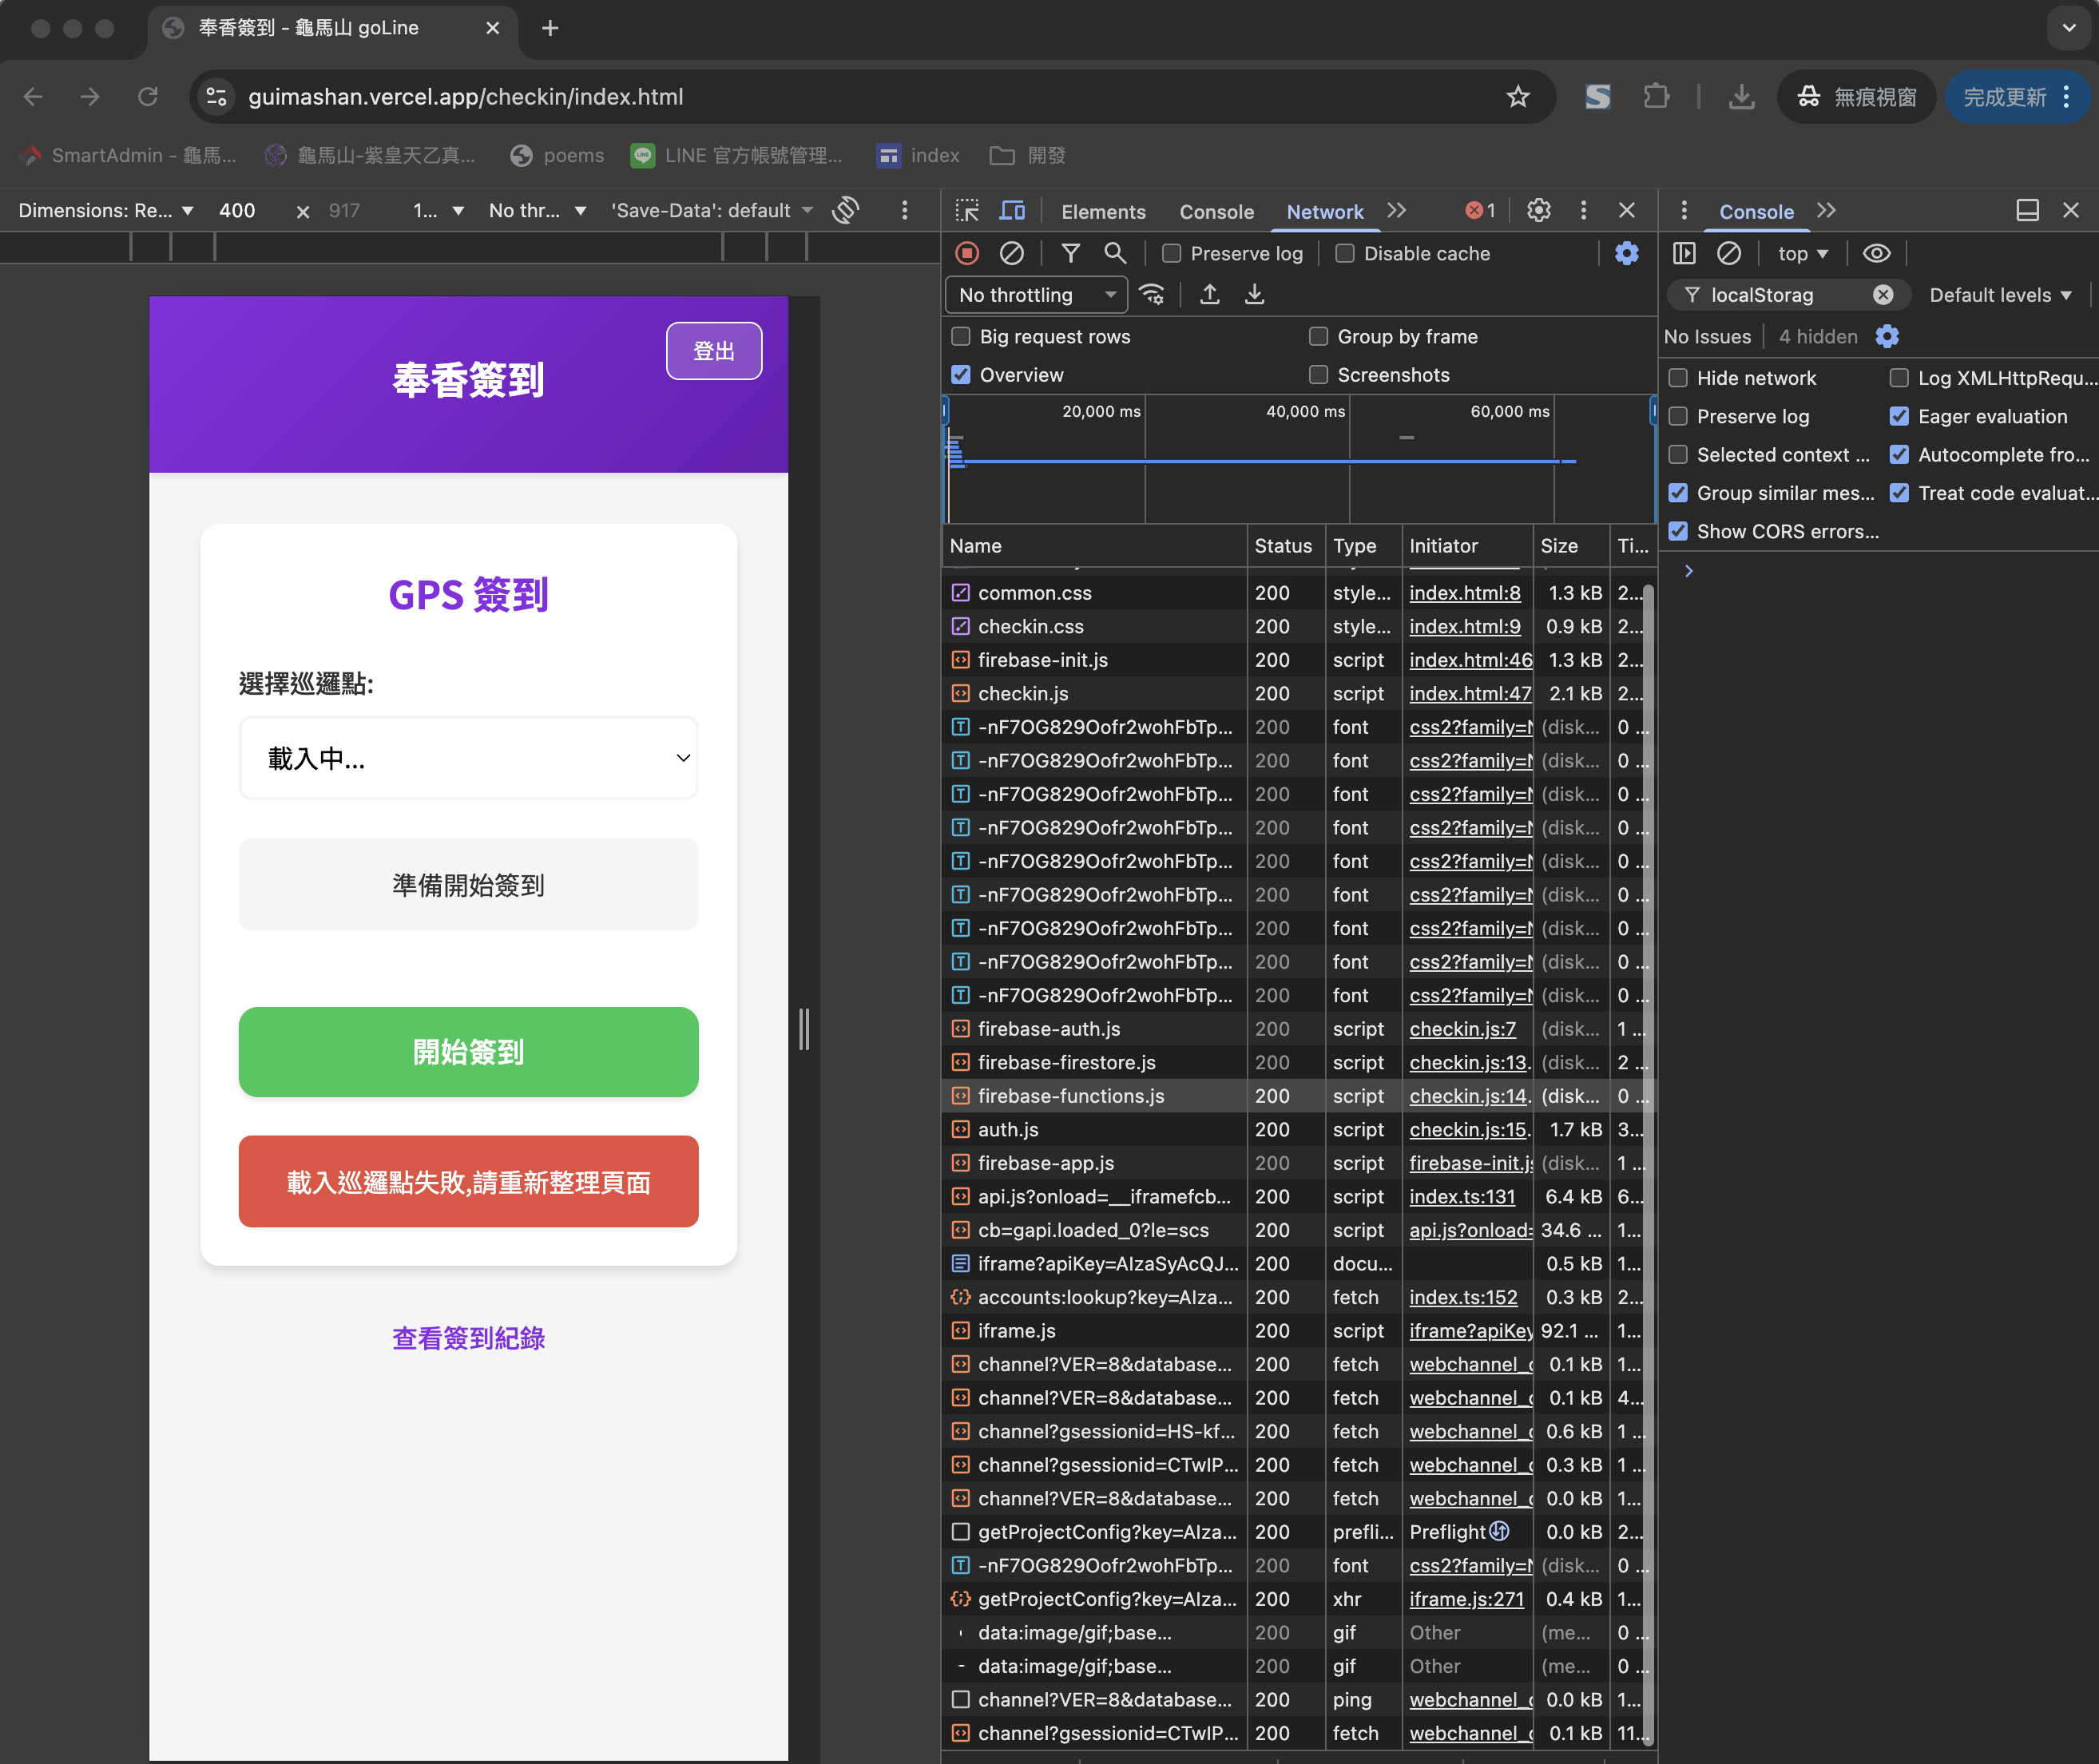 奉香簽到 - 龜馬山 goLine
guimashan.vercel.app/checkin/index.html
無痕視窗
完成更新
SmartAdmin - 龜馬...
龜馬山-紫皇天乙真...
poems
LINE 官方帳號管理...
index
開發
Dimensions: Re... 400 × 917 1... No thr... 'Save-Data': default
登出
奉香簽到
GPS 簽到
選擇巡邏點:
載入中...
準備開始簽到
開始簽到
載入巡邏點失敗,請重新整理頁面
查看簽到紀錄
Elements Console Network 1
Preserve log Disable cache
No throttling
Big request rows Group by frame
Overview Screenshots
20,000 ms 40,000 ms 60,000 ms
Name Status Type Initiator Size Ti...
common.css 200 style... index.html:8 1.3 kB 2...
checkin.css 200 style... index.html:9 0.9 kB 2...
firebase-init.js 200 script index.html:46 1.3 kB 2...
checkin.js 200 script index.html:47 2.1 kB 2...
-nF7OG829Oofr2wohFbTp... 200 font css2?family=N (disk... 0 ...
-nF7OG829Oofr2wohFbTp... 200 font css2?family=N (disk... 0 ...
-nF7OG829Oofr2wohFbTp... 200 font css2?family=N (disk... 0 ...
-nF7OG829Oofr2wohFbTp... 200 font css2?family=N (disk... 0 ...
-nF7OG829Oofr2wohFbTp... 200 font css2?family=N (disk... 0 ...
-nF7OG829Oofr2wohFbTp... 200 font css2?family=N (disk... 0 ...
-nF7OG829Oofr2wohFbTp... 200 font css2?family=N (disk... 0 ...
-nF7OG829Oofr2wohFbTp... 200 font css2?family=N (disk... 0 ...
-nF7OG829Oofr2wohFbTp... 200 font css2?family=N (disk... 0 ...
firebase-auth.js 200 script checkin.js:7 (disk... 1 ...
firebase-firestore.js 200 script checkin.js:13. (disk... 2 ...
firebase-functions.js 200 script checkin.js:14. (disk... 0 ...
auth.js 200 script checkin.js:15. 1.7 kB 3...
firebase-app.js 200 script firebase-init.js (disk... 1 ...
api.js?onload=__iframefcb... 200 script index.ts:131 6.4 kB 6...
cb=gapi.loaded_0?le=scs 200 script api.js?onload= 34.6 ... 1...
iframe?apiKey=AIzaSyAcQJ... 200 docu... 0.5 kB 1...
accounts:lookup?key=AIza... 200 fetch index.ts:152 0.3 kB 2...
iframe.js 200 script iframe?apiKey 92.1 ... 1...
channel?VER=8&database... 200 fetch webchannel_c 0.1 kB 1...
channel?VER=8&database... 200 fetch webchannel_c 0.1 kB 4...
channel?gsessionid=HS-kf... 200 fetch webchannel_c 0.6 kB 1 ...
channel?gsessionid=CTwIP... 200 fetch webchannel_c 0.3 kB 1 ...
channel?VER=8&database... 200 fetch webchannel_c 0.0 kB 1...
getProjectConfig?key=AIza... 200 prefli... Preflight 0.0 kB 2...
-nF7OG829Oofr2wohFbTp... 200 font css2?family=N (disk... 0 ...
getProjectConfig?key=AIza... 200 xhr iframe.js:271 0.4 kB 1...
data:image/gif;base... 200 gif Other (me... 0 ...
data:image/gif;base... 200 gif Other (me... 0 ...
channel?VER=8&database... 200 ping webchannel_c 0.0 kB 1...
channel?gsessionid=CTwIP... 200 fetch webchannel_c 0.1 kB 11...
Console
top
localStorag Default levels
No Issues 4 hidden
Hide network Log XMLHttpRequ...
Preserve log Eager evaluation
Selected context ... Autocomplete fro...
Group similar mes... Treat code evaluat...
Show CORS errors...